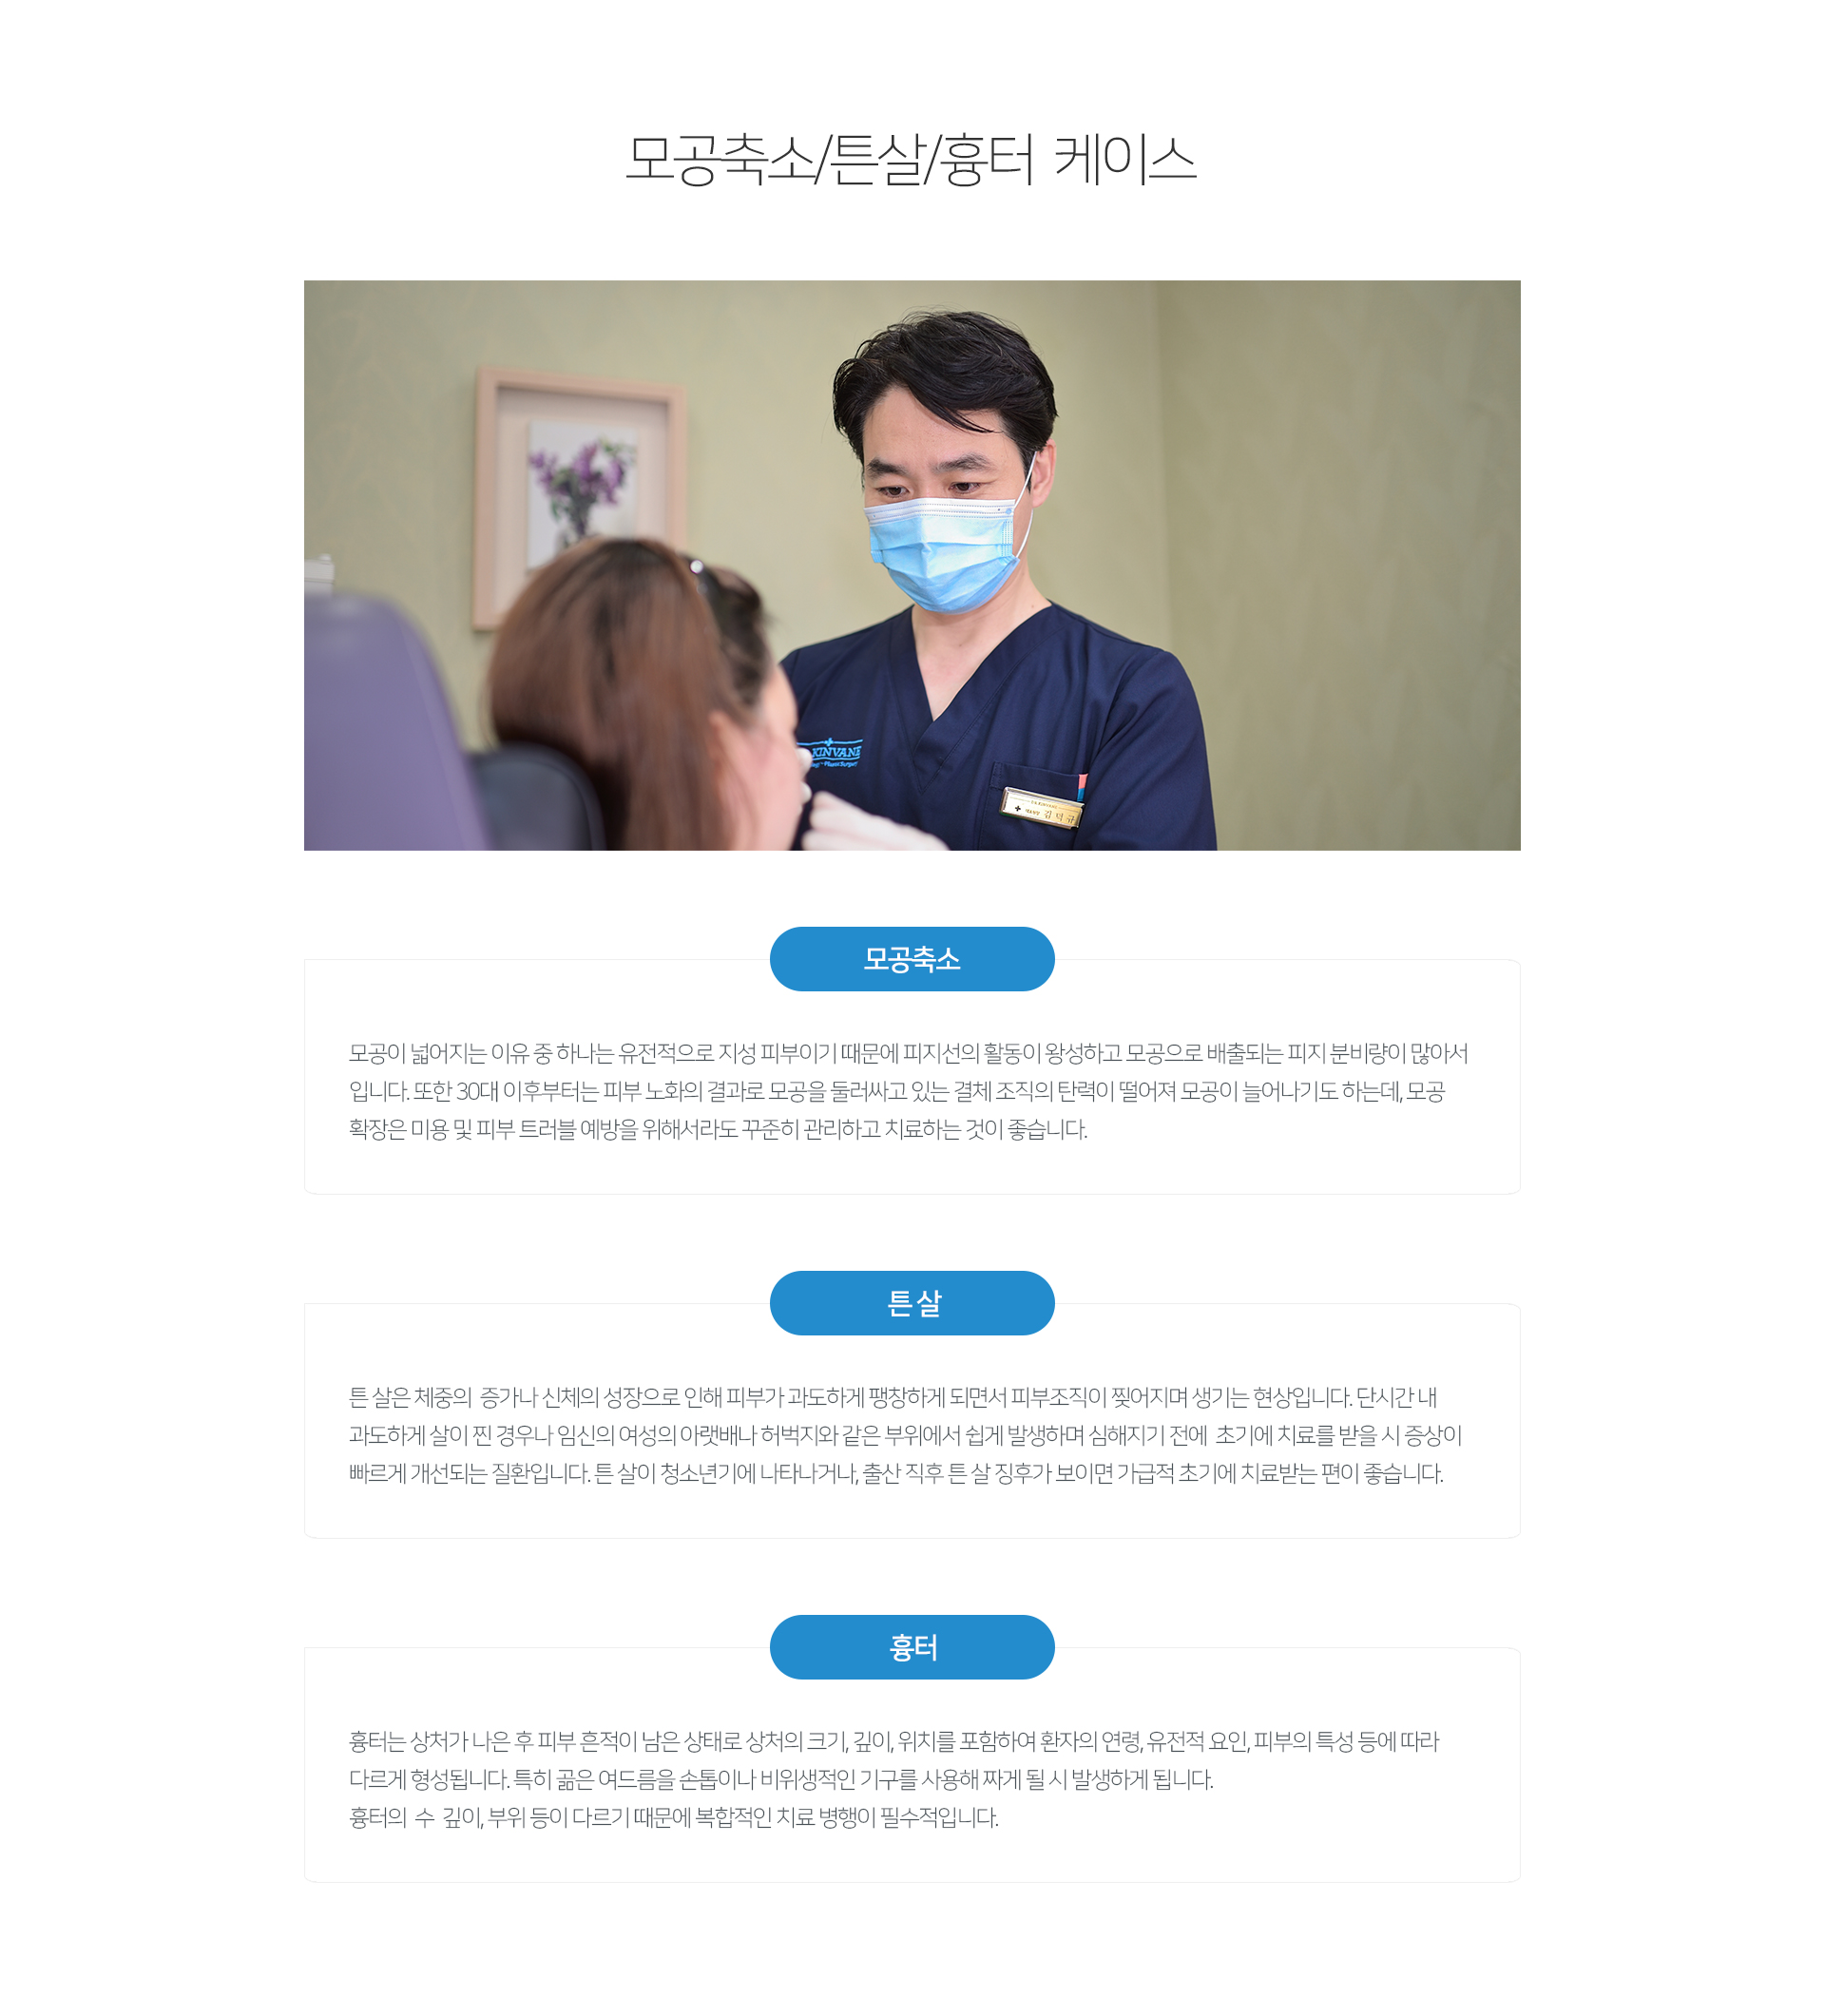 모공축소/튼살/흉터 케이스
KINVANE
김덕규
모공축소
모공이 넓어지는 이유 중 하나는 유전적으로 지성 피부이기 때문에 피지선의 활동이 왕성하고 모공으로 배출되는 피지 분비량이 많아서
입니다. 또한 30대 이후부터는 피부 노화의 결과로 모공을 둘러싸고 있는 결체 조직의 탄력이 떨어져 모공이 늘어나기도 하는데, 모공
확장은 미용 및 피부 트러블 예방을 위해서라도 꾸준히 관리하고 치료하는 것이 좋습니다.
튼 살
튼 살은 체중의 증가나 신체의 성장으로 인해 피부가 과도하게 팽창하게 되면서 피부조직이 찢어지며 생기는 현상입니다. 단시간 내
과도하게 살이 찐 경우나 임신의 여성의 아랫배나 허벅지와 같은 부위에서 쉽게 발생하며 심해지기 전에 초기에 치료를 받을 시 증상이
빠르게 개선되는 질환입니다. 튼 살이 청소년기에 나타나거나, 출산 직후 튼 살 징후가 보이면 가급적 초기에 치료받는 편이 좋습니다.
흉터
흉터는 상처가 나은 후 피부 흔적이 남은 상태로 상처의 크기, 깊이, 위치를 포함하여 환자의 연령, 유전적 요인, 피부의 특성 등에 따라
다르게 형성됩니다. 특히 곪은 여드름을 손톱이나 비위생적인 기구를 사용해 짜게 될 시 발생하게 됩니다.
흉터의 수 깊이, 부위 등이 다르기 때문에 복합적인 치료 병행이 필수적입니다.